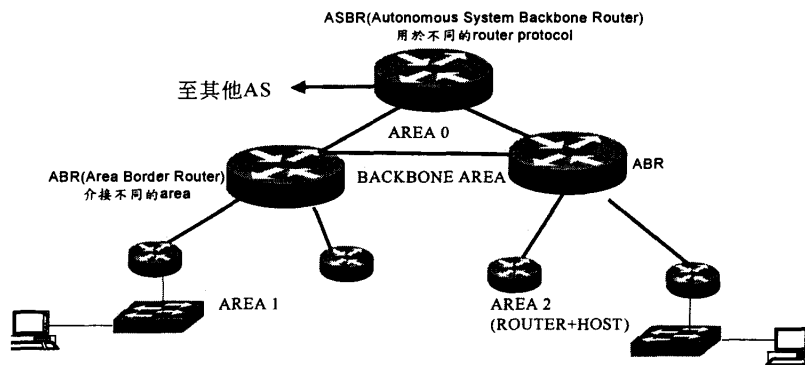 ASBR(Autonomous System Backbone Router)
用於不同的router protocol
至其他AS
AREA 0
ABR(Area Border Router)
介接不同的area
BACKBONE AREA
ABR
AREA 1
AREA 2
(ROUTER+HOST)